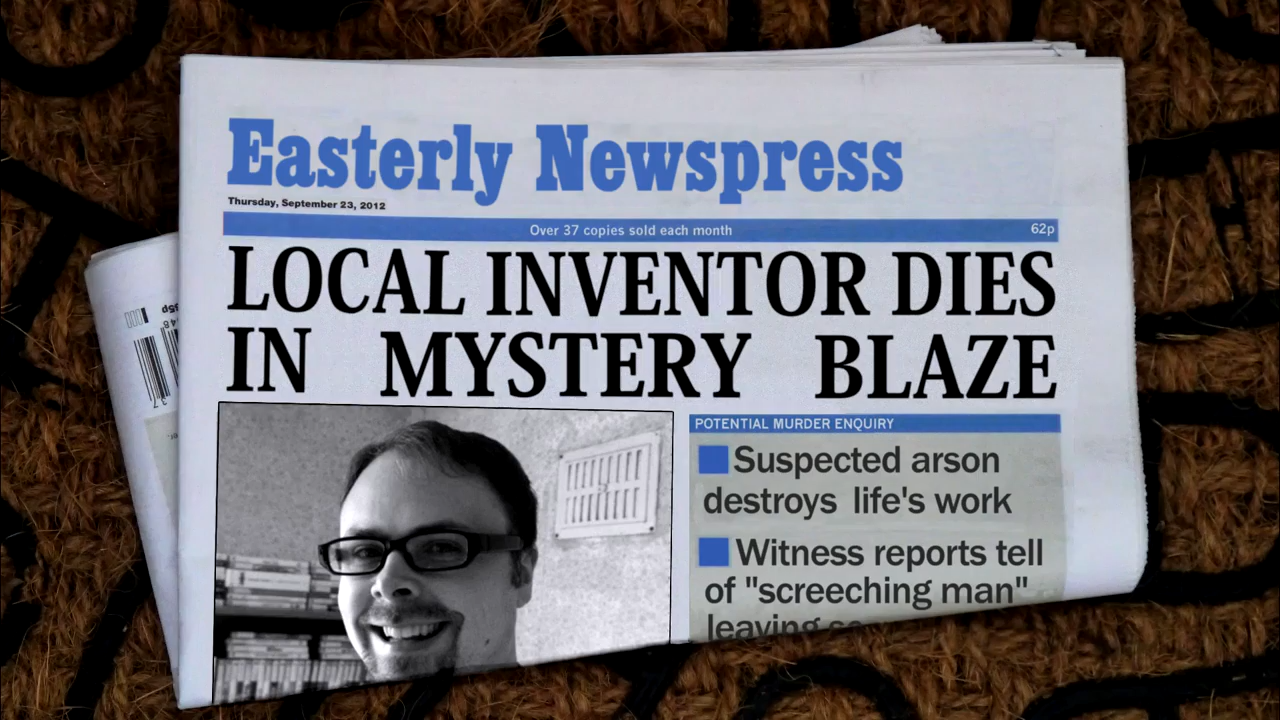 Easterly Newspress
Thursday, September 23, 2012
Over 37 copies sold each month
62p
LOCAL INVENTOR DIES
IN MYSTERY BLAZE
POTENTIAL MURDER ENQUIRY
Suspected arson
destroys life's work
Witness reports tell
of "screeching man"
leaving